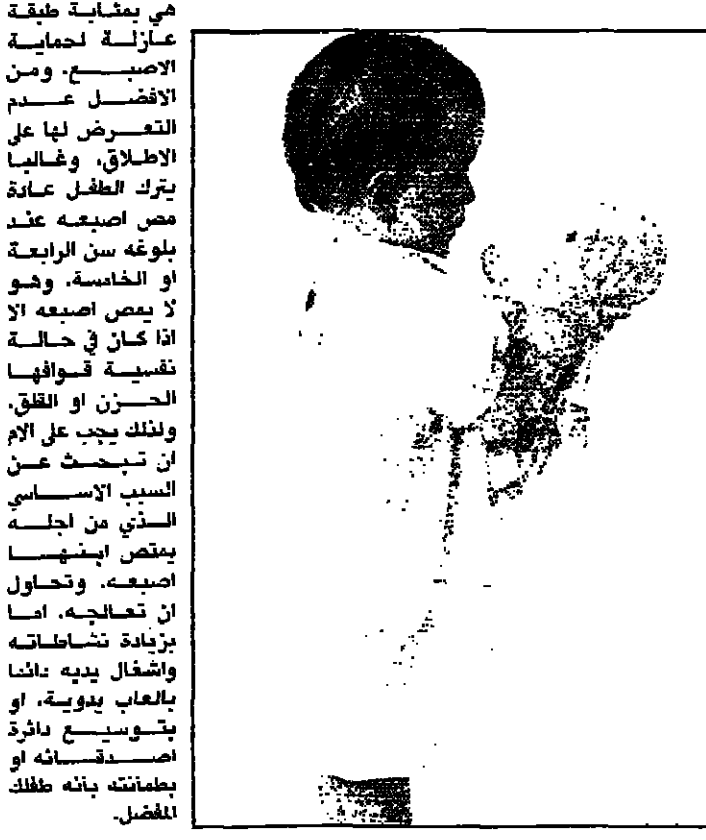 هي بمثابة طبقة
عازلة لحماية
الاصبع. ومن
الافضل عدم
التعرض لها على
الاطلاق، وغالبا
يترك الطفل عادة
مص اصبعه عند
بلوغه سن الرابعة
او الخامسة. وهو
لا يمص اصبعه الا
اذا كان في حالة
نفسية قوافها
الحزن او القلق.
ولذلك يجب على الام
ان تبحث عن
السبب الاساسي
الذي من اجله
يمتص ابنها
اصبعه. وتحاول
ان تعالجه. اما
بزيادة نشاطاته
واشغال يديه دائما
بالعاب يدوية، او
بتوسيع دائرة
اصدقائه او
بطمانته بانه طفلك
المفضل.